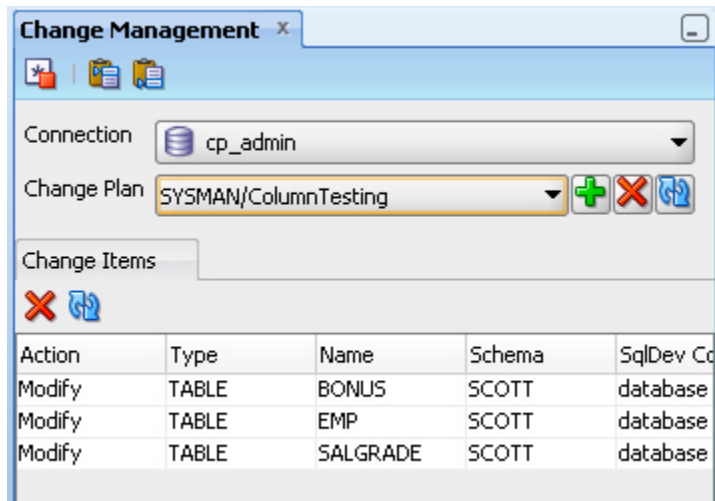 Change Management
Connection cp_admin
Change Plan SYSMAN/ColumnTesting
Change Items
Action Type Name Schema SqlDev Co
Modify TABLE BONUS SCOTT database
Modify TABLE EMP SCOTT database
Modify TABLE SALGRADE SCOTT database